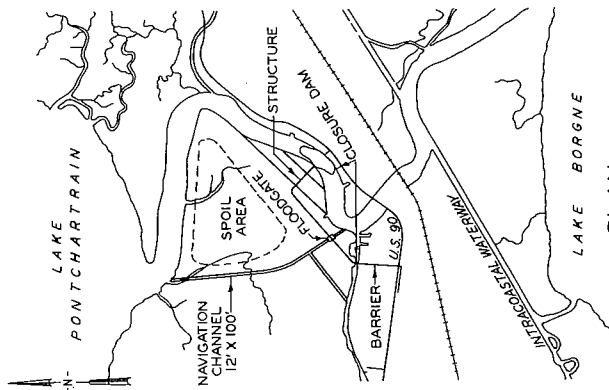 LAKE
PONTCHARTRAIN
-N-
NAVIGATION
CHANNEL
12' X 100'
SPOIL
AREA
FLOODGATE
STRUCTURE
CLOSURE DAM
BARRIER
U.S. 90
INTRACOASTAL WATERWAY
LAKE BORGNE